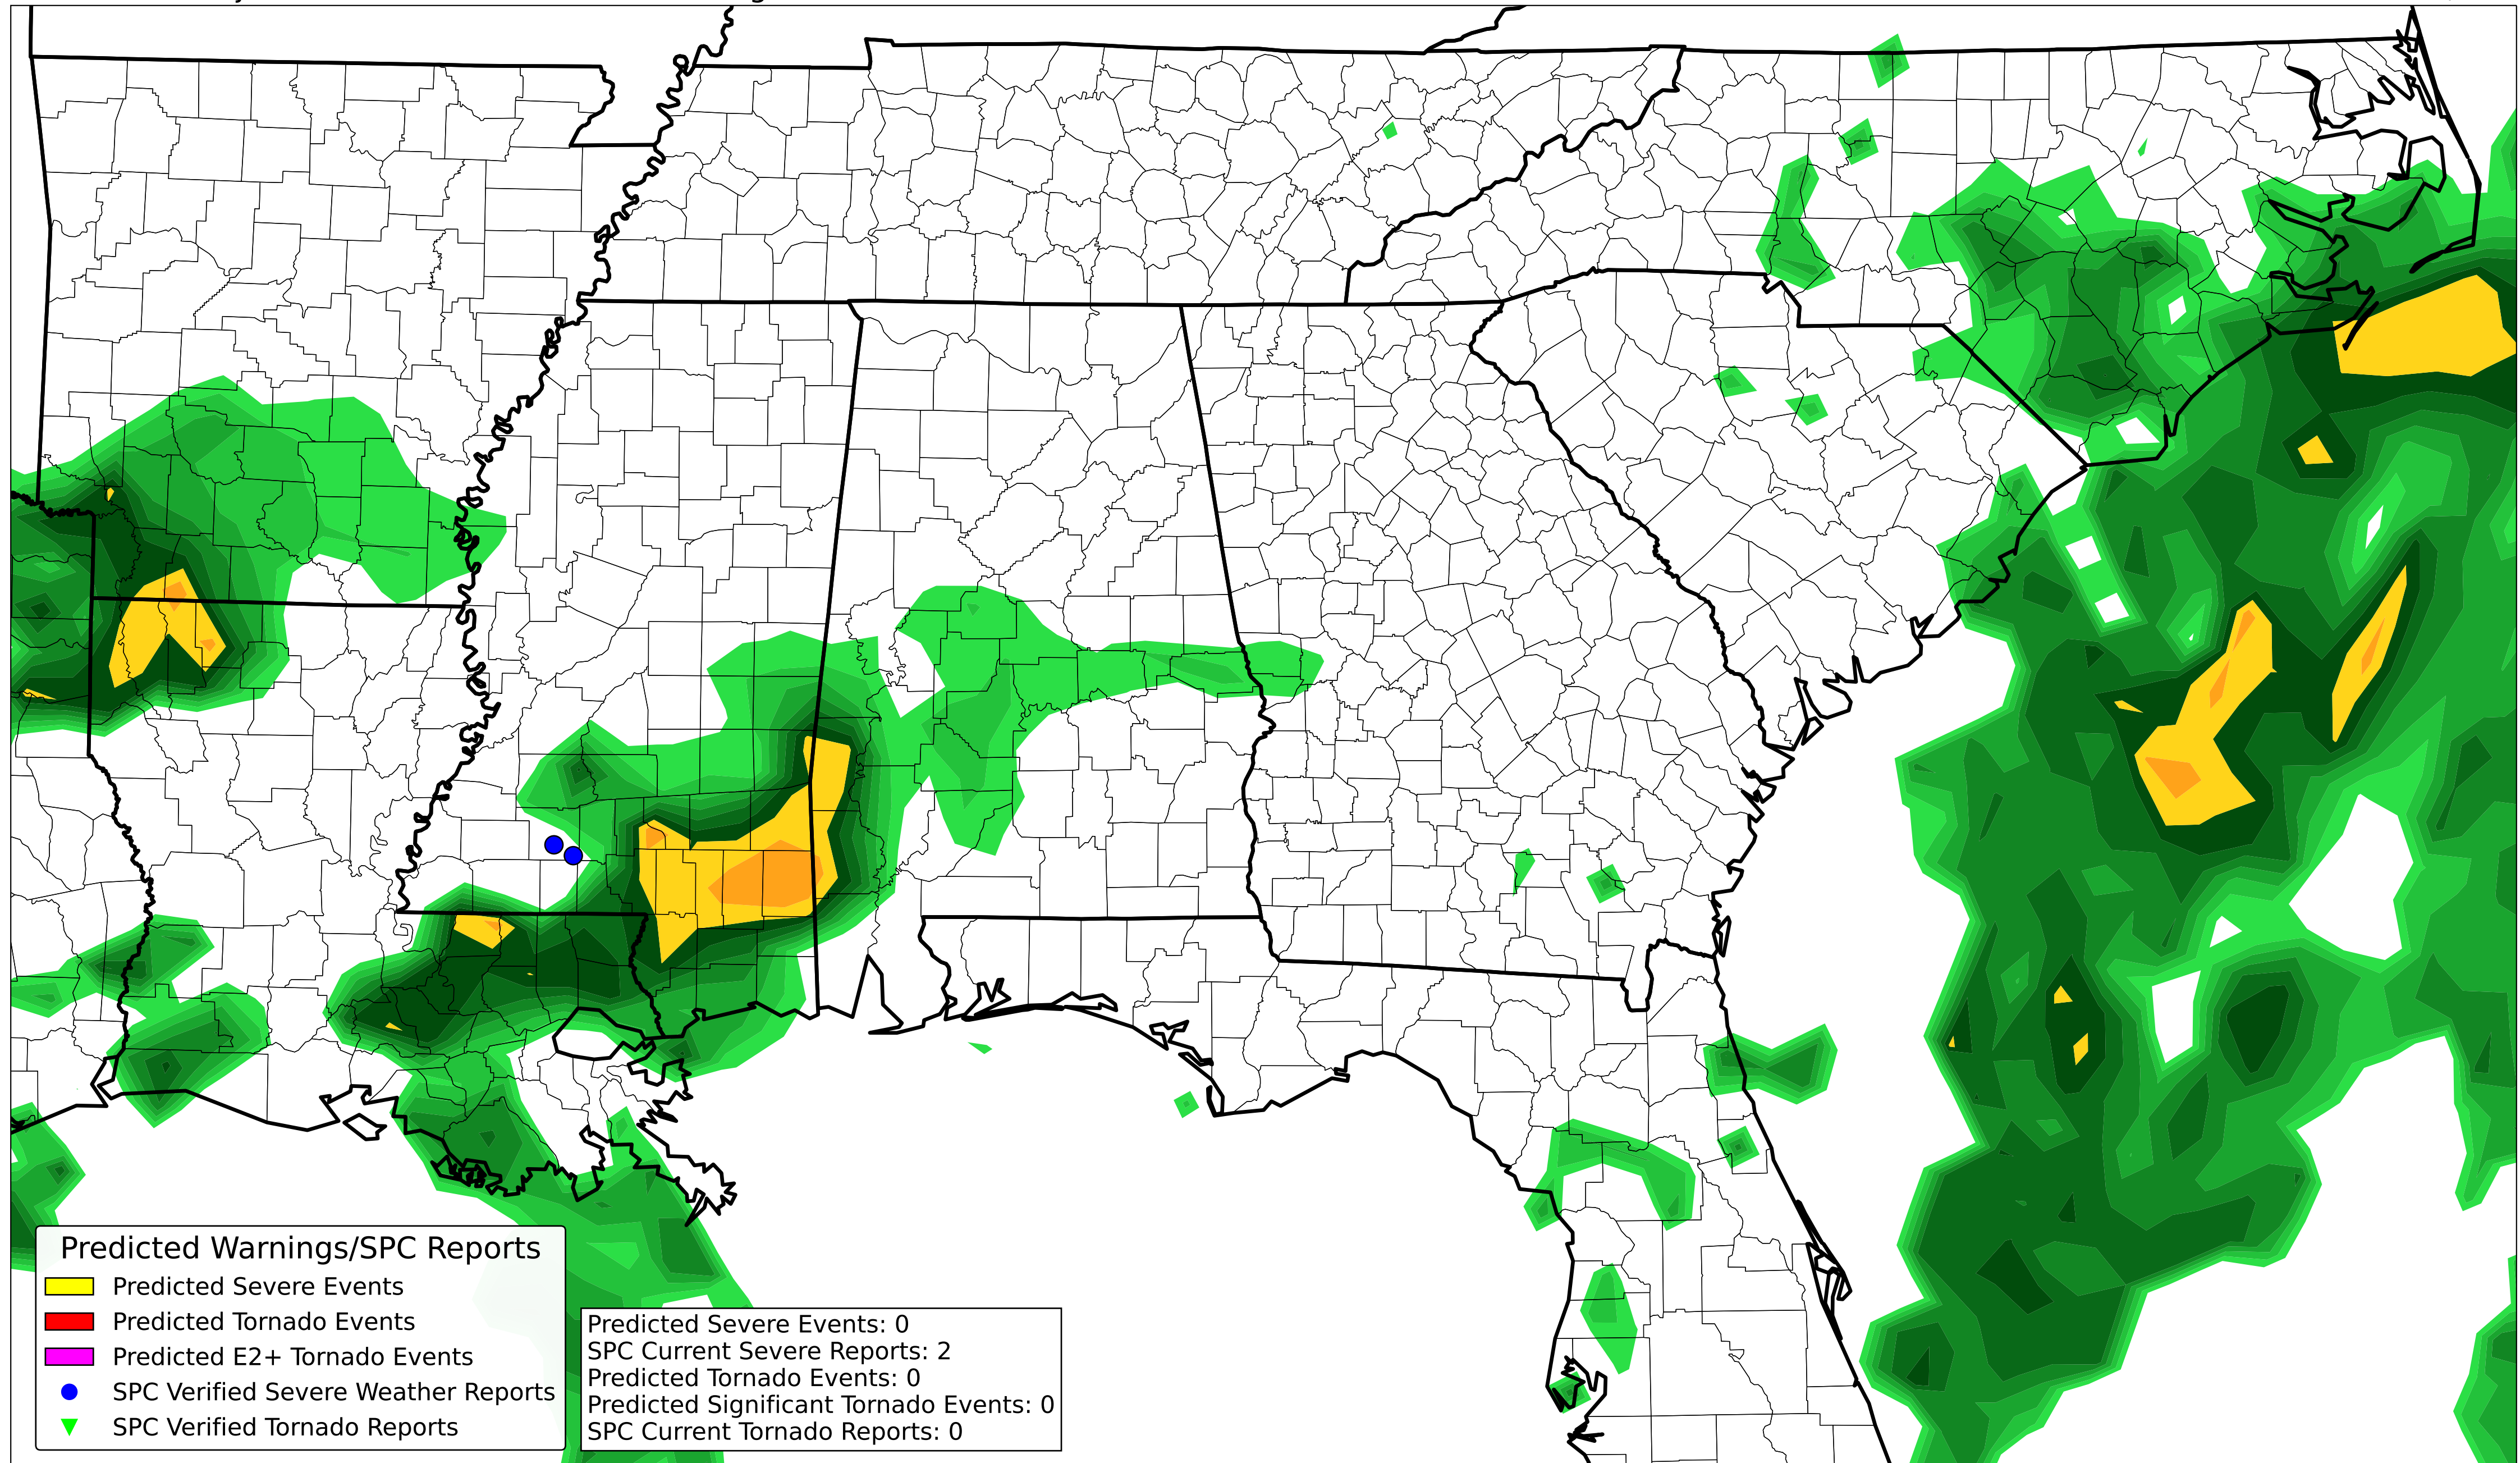 Predicted Warnings/SPC Reports
Predicted Severe Events
Predicted Tornado Events
Predicted E2+ Tornado Events
SPC Verified Severe Weather Reports
SPC Verified Tornado Reports
Predicted Severe Events: 0
SPC Current Severe Reports: 2
Predicted Tornado Events: 0
Predicted Significant Tornado Events: 0
SPC Current Tornado Reports: 0